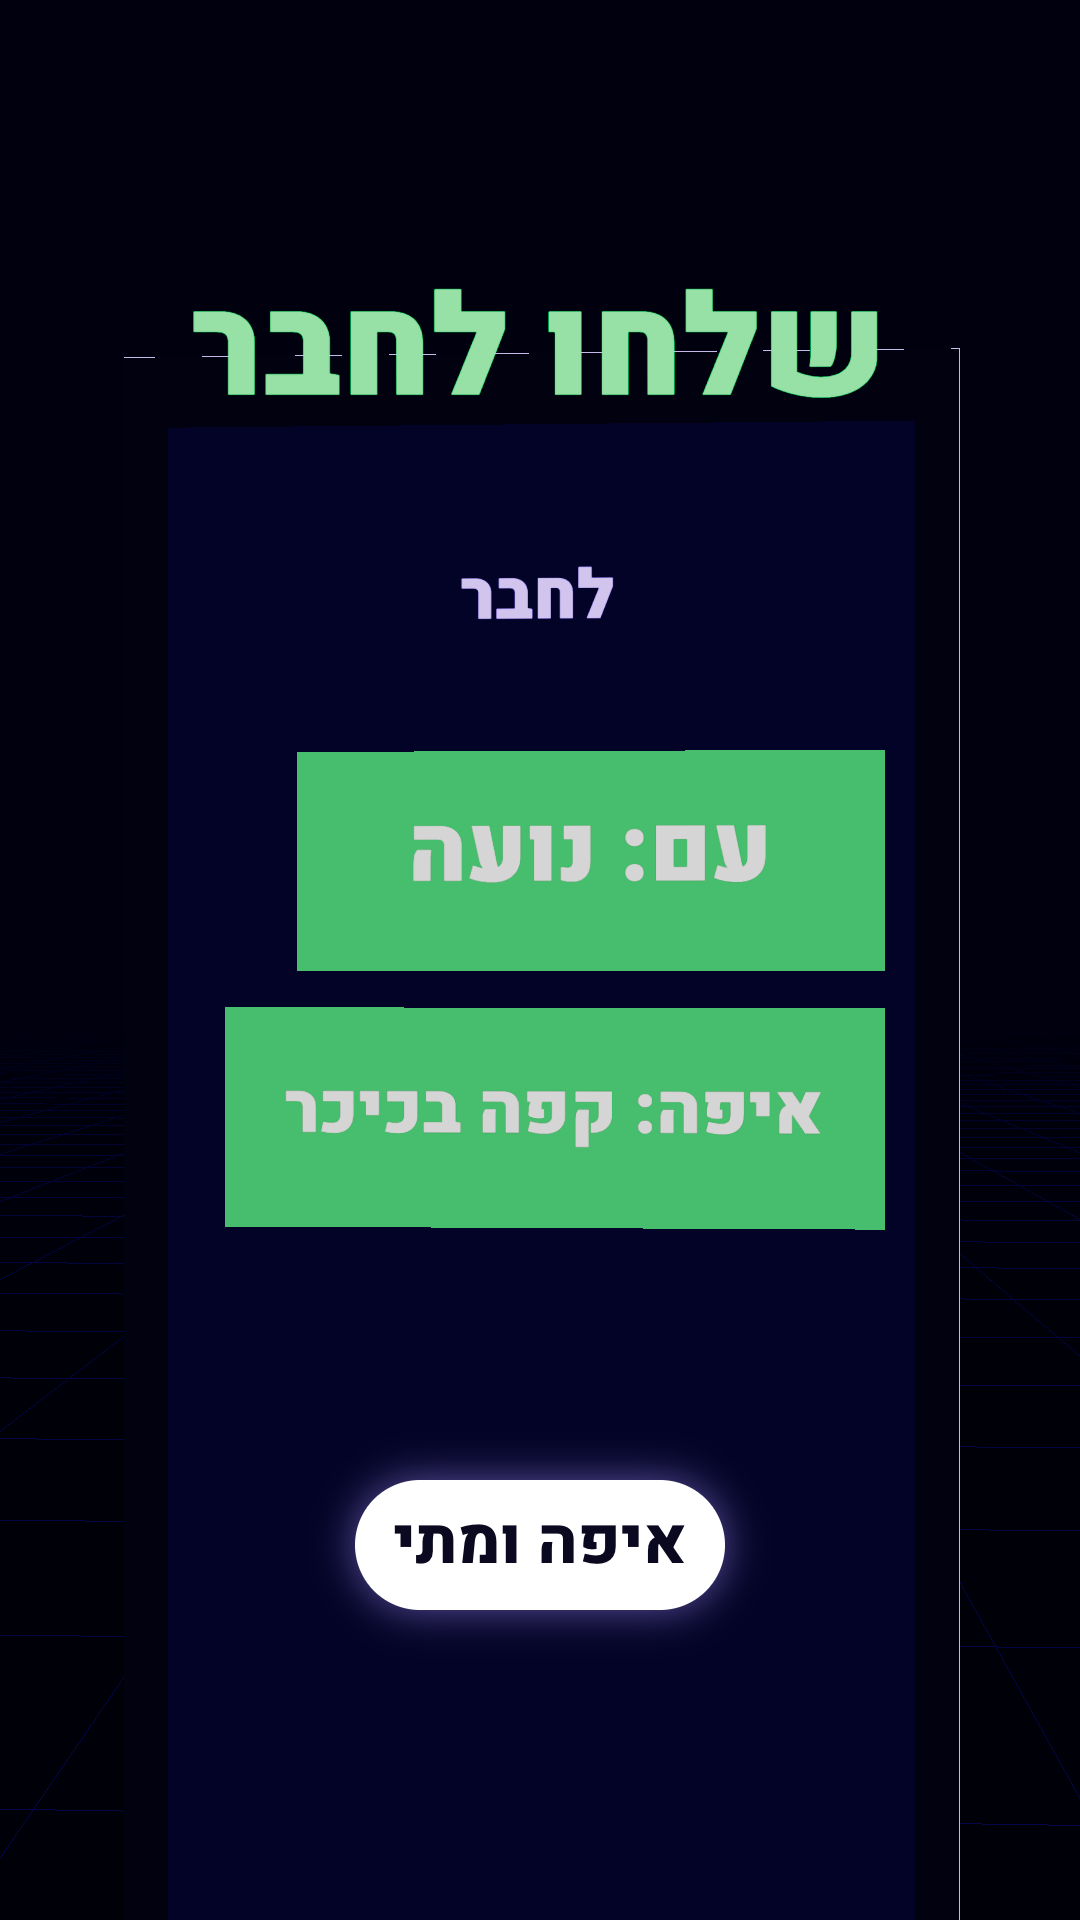 שלחו לחבר
לחבר
עם: נועה
איפה: קפה בכיכר
איפה ומתי